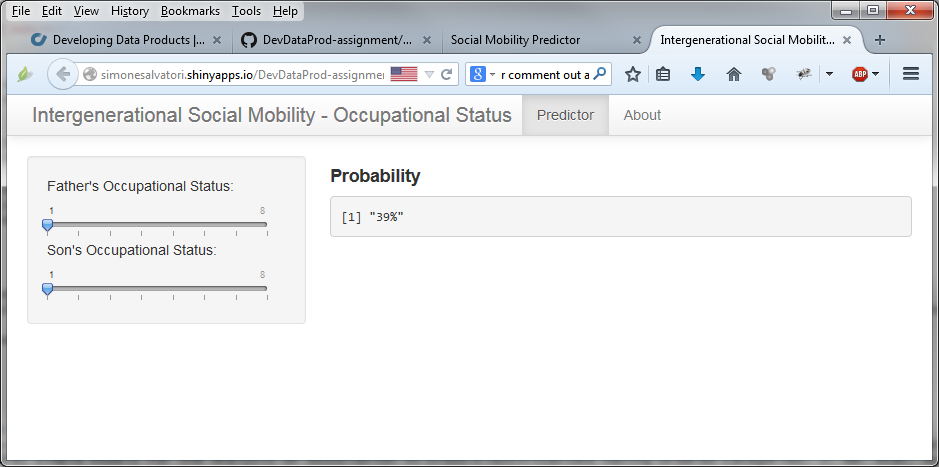 File Edit View History Bookmarks Tools Help
Developing Data Products |... DevDataProd-assignment/... Social Mobility Predictor Intergenerational Social Mobilit...
simonesalvatori.shinyapps.io/DevDataProd-assignmen g r comment out a ABP
Intergenerational Social Mobility - Occupational Status Predictor About
Father's Occupational Status:
1 8
Son's Occupational Status:
1 8
Probability
[1] "39%"